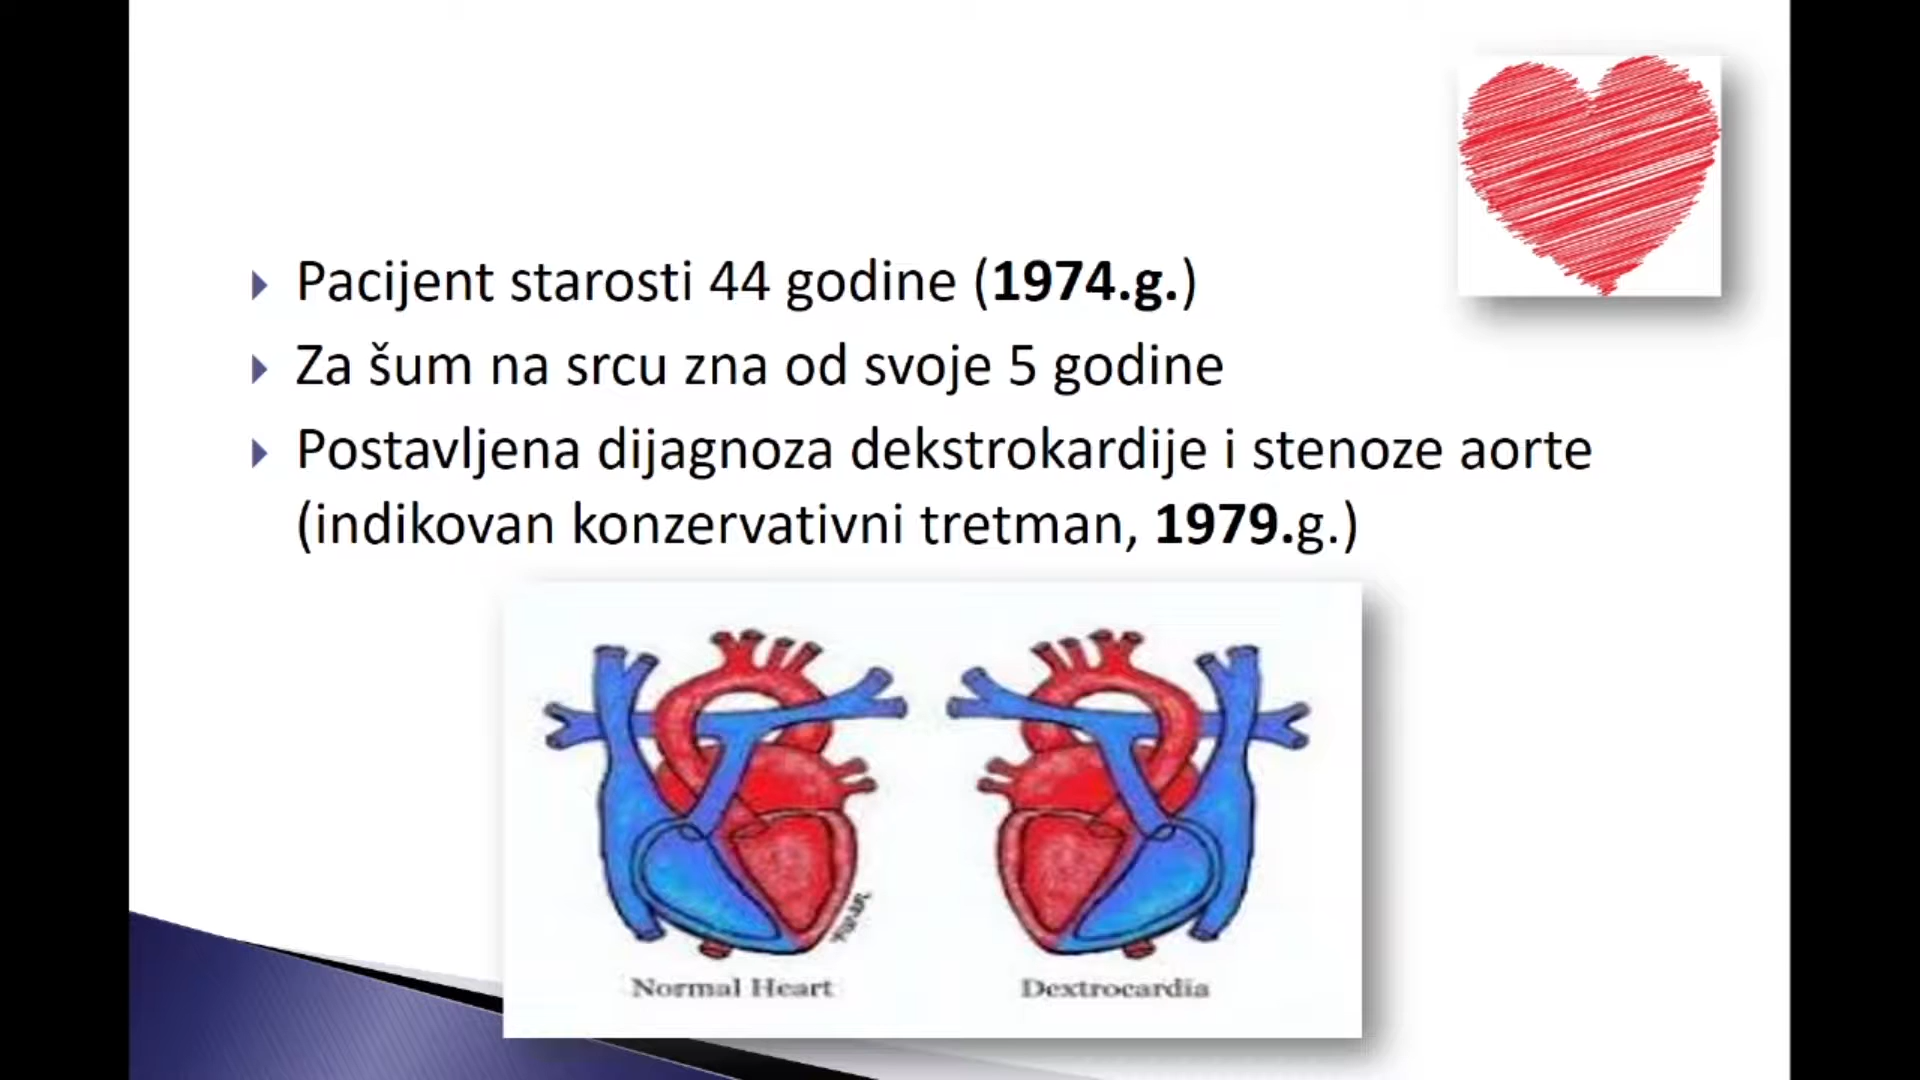 Pacijent starosti 44 godine (1974.g.)
Za šum na srcu zna od svoje 5 godine
Postavljena dijagnoza dekstrokardije i stenoze aorte
(indikovan konzervativni tretman, 1979.g.)
Normal Heart
Dextrocardia